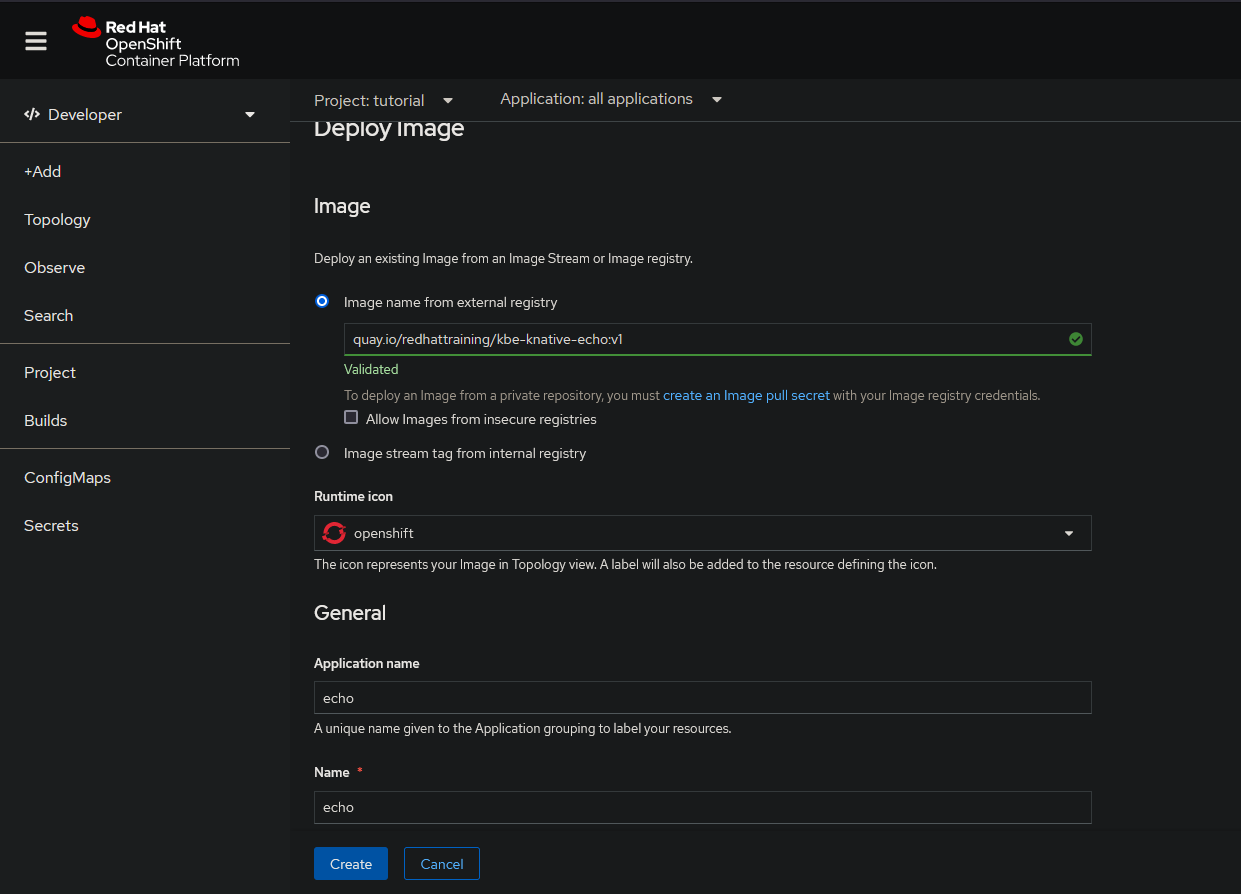 Red Hat
OpenShift
Container Platform
Developer
+Add
Topology
Observe
Search
Project
Builds
ConfigMaps
Secrets
Project: tutorial
Application: all applications
Deploy Image
Image
Deploy an existing Image from an Image Stream or Image registry.
Image name from external registry
quay.io/redhattraining/kbe-knative-echo:v1
Validated
To deploy an Image from a private repository, you must create an Image pull secret with your Image registry credentials.
Allow Images from insecure registries
Image stream tag from internal registry
Runtime icon
openshift
The icon represents your Image in Topology view. A label will also be added to the resource defining the icon.
General
Application name
echo
A unique name given to the Application grouping to label your resources.
Name *
echo
Create
Cancel